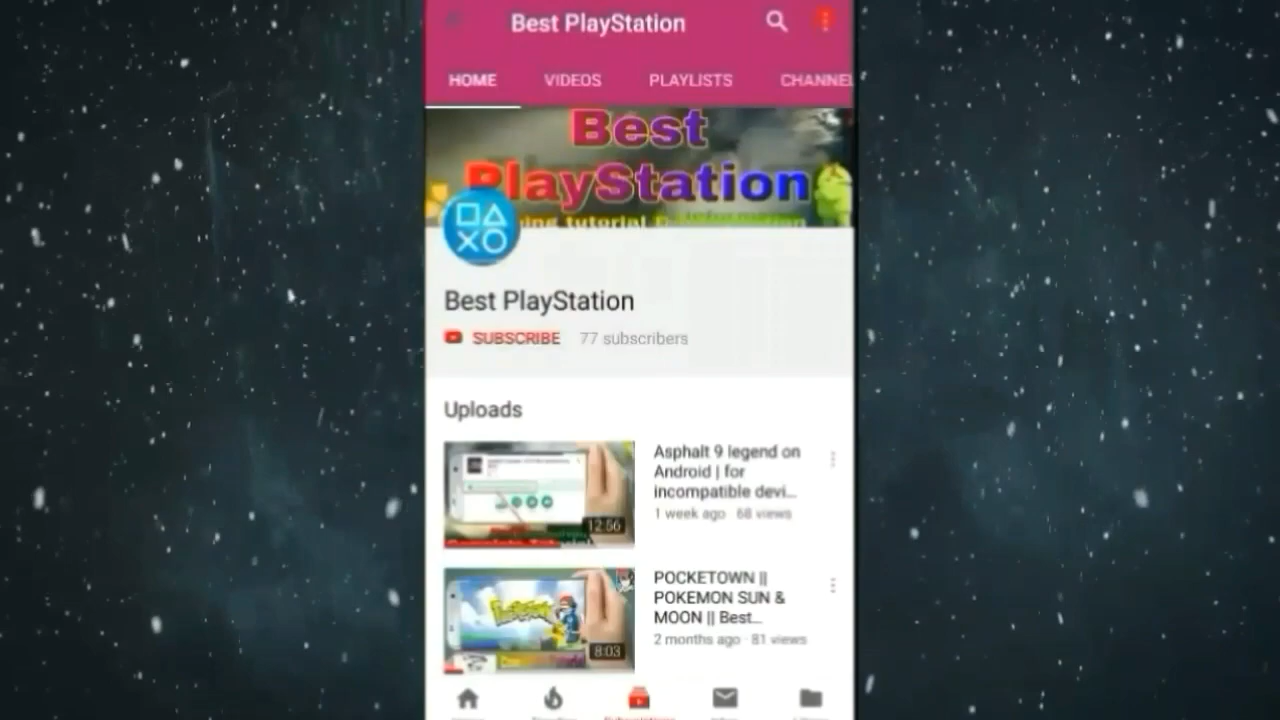 Best PlayStation
HOME VIDEOS PLAYLISTS CHANNEL
Best
PlayStation
tutorial
Best PlayStation
SUBSCRIBE 77 subscribers
Uploads
Asphalt 9 legend on
Android | for
incompatible devi...
1 week ago · 68 views
12:56
POCKETOWN ||
POKEMON SUN &
MOON || Best...
2 months ago · 81 views
8:03